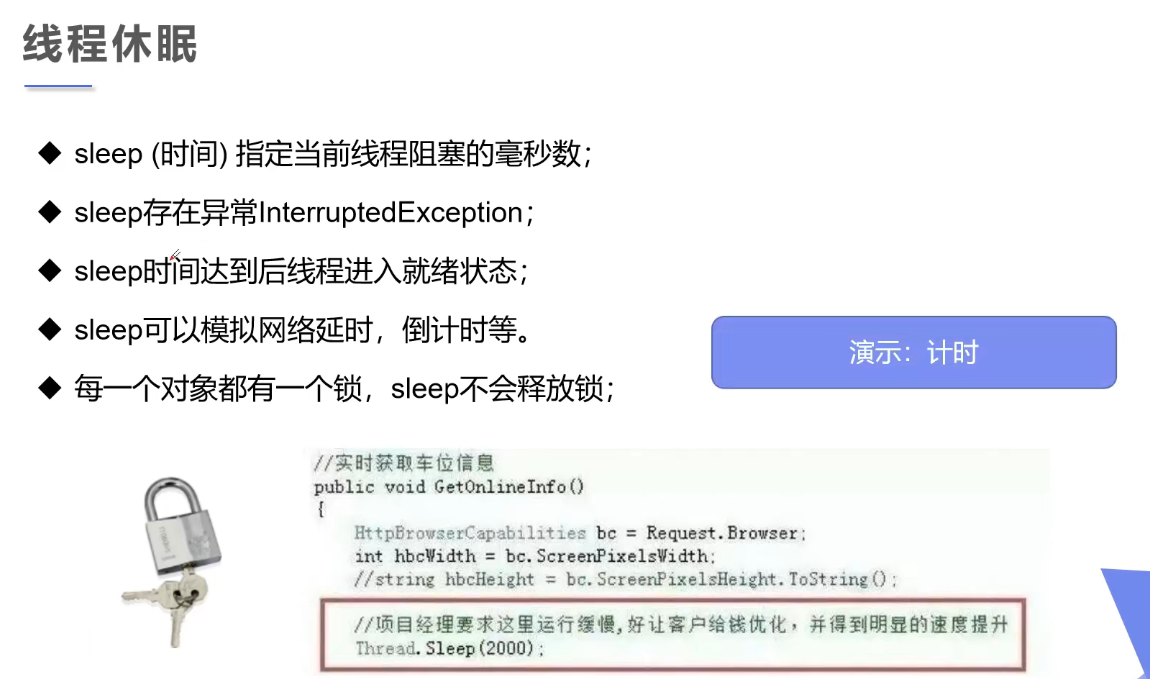 线程休眠
sleep (时间) 指定当前线程阻塞的毫秒数；
sleep存在异常InterruptedException；
sleep时间达到后线程进入就绪状态；
sleep可以模拟网络延时，倒计时等。
每一个对象都有一个锁，sleep不会释放锁；
演示：计时
//实时获取车位信息
public void GetOnlineInfo()
{
HttpBrowserCapabilities bc = Request.Browser;
int hbcWidth = bc.ScreenPixelsWidth;
//string hbcHeight = bc.ScreenPixelsHeight.ToString();
//项目经理要求这里运行缓慢,好让客户给钱优化，并得到明显的速度提升
Thread.Sleep(2000);